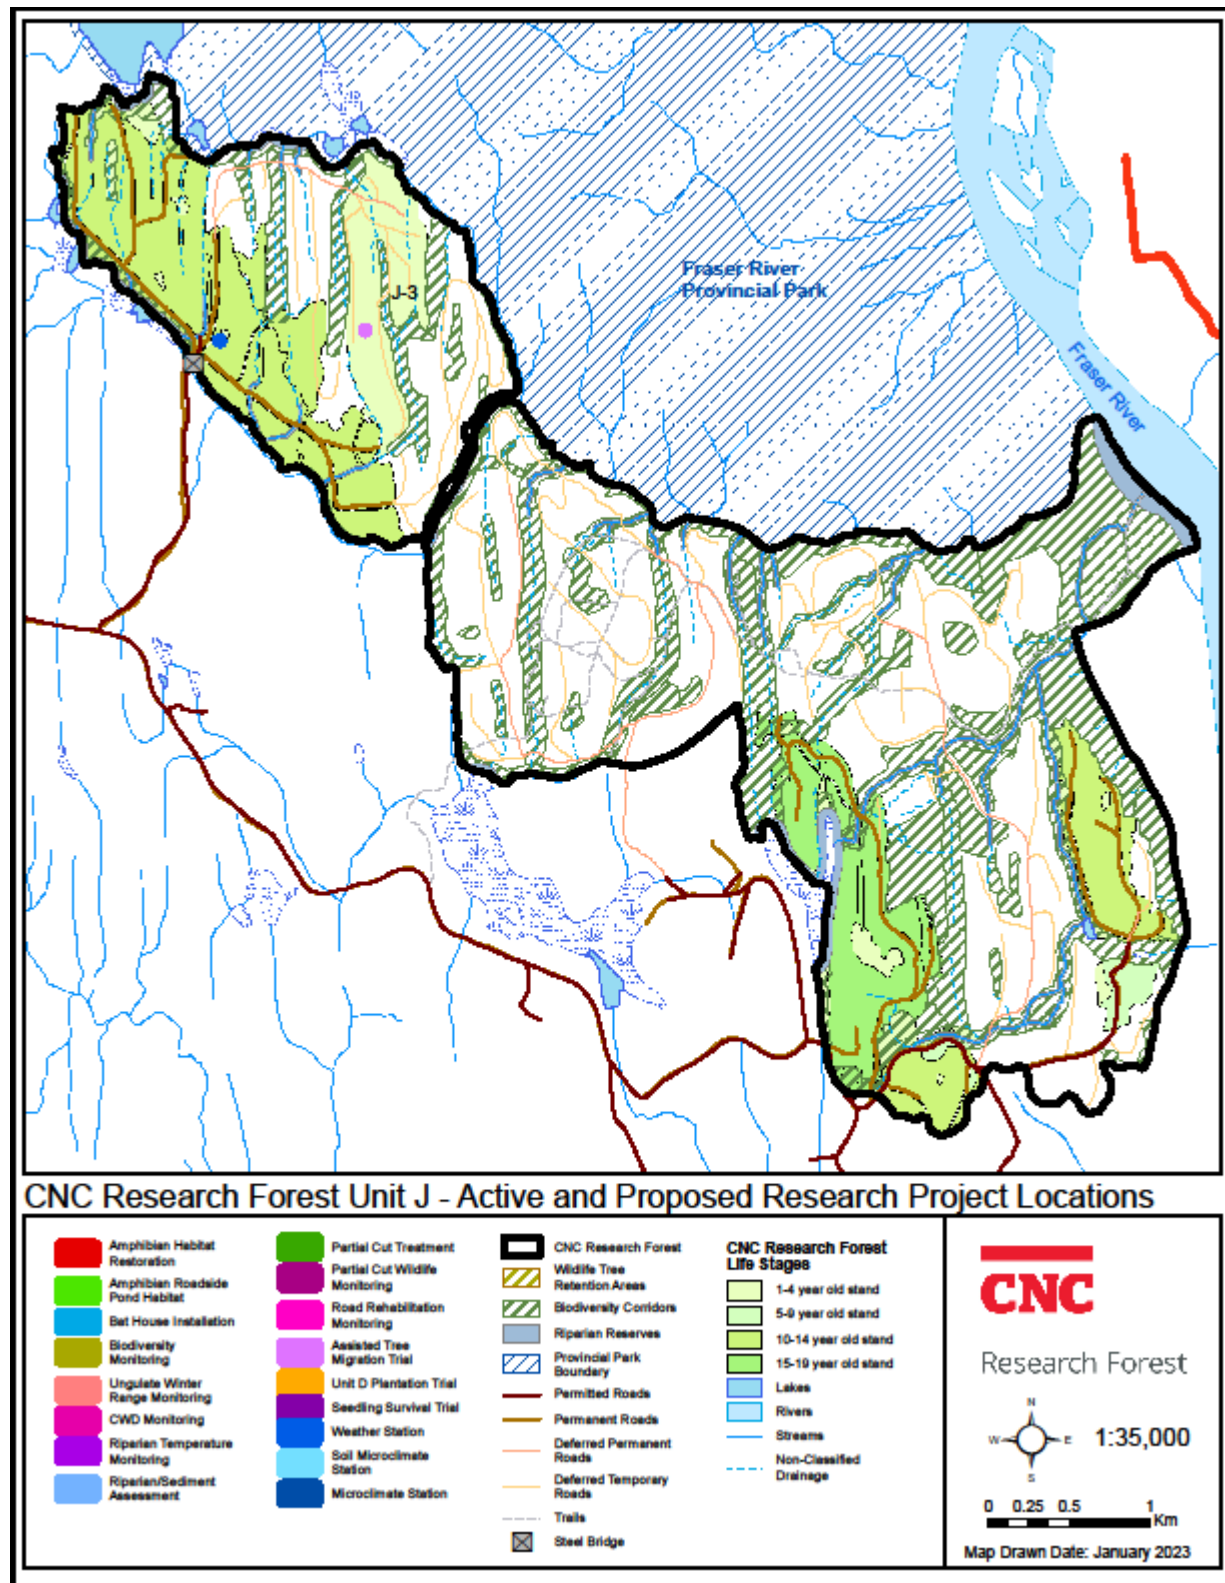 Fraser River
Provincial Park
J-3
Fraser River
CNC Research Forest Unit J - Active and Proposed Research Project Locations
Amphibian Habitat
Restoration
Amphibian Roadside
Pond Habitat
Bat House Installation
Biodiversity
Monitoring
Ungulate Winter
Range Monitoring
CWD Monitoring
Riparian Temperature
Monitoring
Riparian/Sediment
Assessment
Partial Cut Treatment
Partial Cut Wildlife
Monitoring
Road Rehabilitation
Monitoring
Assisted Tree
Migration Trial
Unit D Plantation Trial
Seedling Survival Trial
Weather Station
Soil Microclimate
Station
Microclimate Station
CNC Research Forest
Wildlife Tree
Retention Areas
Biodiversity Corridors
Riparian Reserves
Provincial Park
Boundary
Permitted Roads
Permanent Roads
Deferred Permanent
Roads
Deferred Temporary
Roads
Trails
Steel Bridge
CNC Research Forest
Life Stages
1-4 year old stand
5-9 year old stand
10-14 year old stand
15-19 year old stand
Lakes
Rivers
Streams
Non-Classified
Drainage
CNC
Research Forest
N
W E
S
1:35,000
0 0.25 0.5 1
Km
Map Drawn Date: January 2023